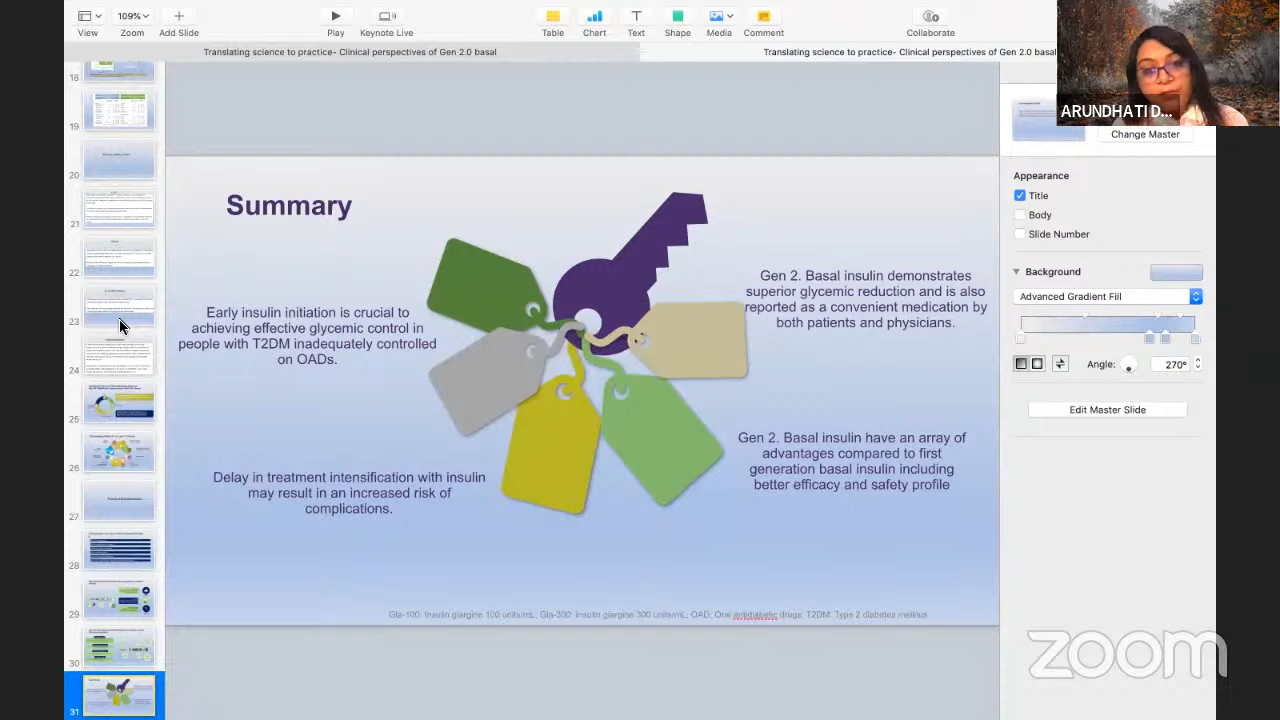 109%
View
Zoom
Add Slide
Play
Keynote Live
Table
Chart
Text
Shape
Media
Comment
Collaborate
Translating science to practice- Clinical perspectives of Gen 2.0 basal
Translating science to practice- Clinical perspectives of Gen 2.0 basal
ARUNDHATI D...
Change Master
Appearance
Title
Body
Slide Number
Background
Advanced Gradient Fill
Angle:
270°
Edit Master Slide
18
19
20
21
22
23
24
25
26
27
28
29
30
31
Summary
Early insulin initiation is crucial to
achieving effective glycemic control in
people with T2DM inadequately controlled
on OADs.
Gen 2. Basal insulin demonstrates
superior glycemic reduction and is also
reported as a convenient medication by
both patients and physicians.
Delay in treatment intensification with insulin
may result in an increased risk of
complications.
Gen 2. Basal insulin have an array of
advantages compared to first
generation basal insulin including
better efficacy and safety profile
Gla-100: Insulin glargine 100 units/mL; Gla-300: Insulin glargine 300 units/mL; OAD: Oral antidiabetic drugs; T2DM: Type 2 diabetes mellitus
zoom